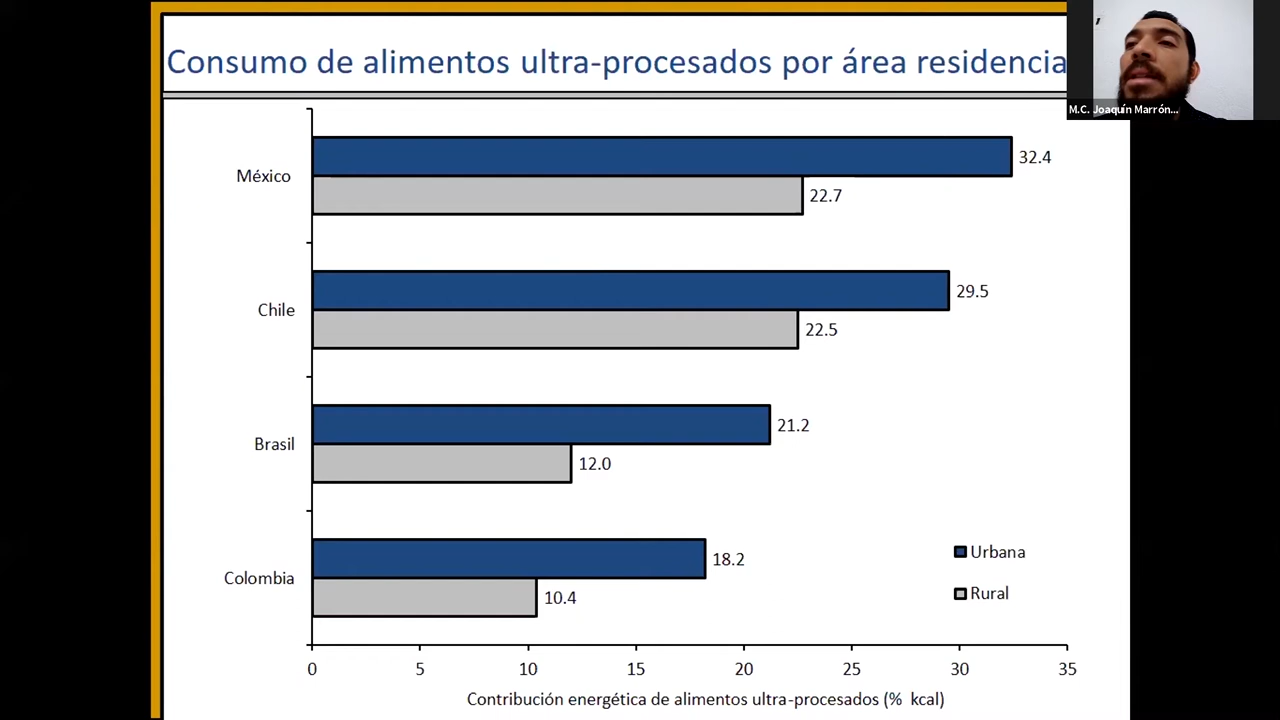 Consumo de alimentos ultra-procesados por área residencia
M.C. Joaquín Marrón...
México
32.4
22.7
Chile
29.5
22.5
Brasil
21.2
12.0
Colombia
18.2
10.4
Urbana
Rural
0 5 10 15 20 25 30 35
Contribución energética de alimentos ultra-procesados (% kcal)